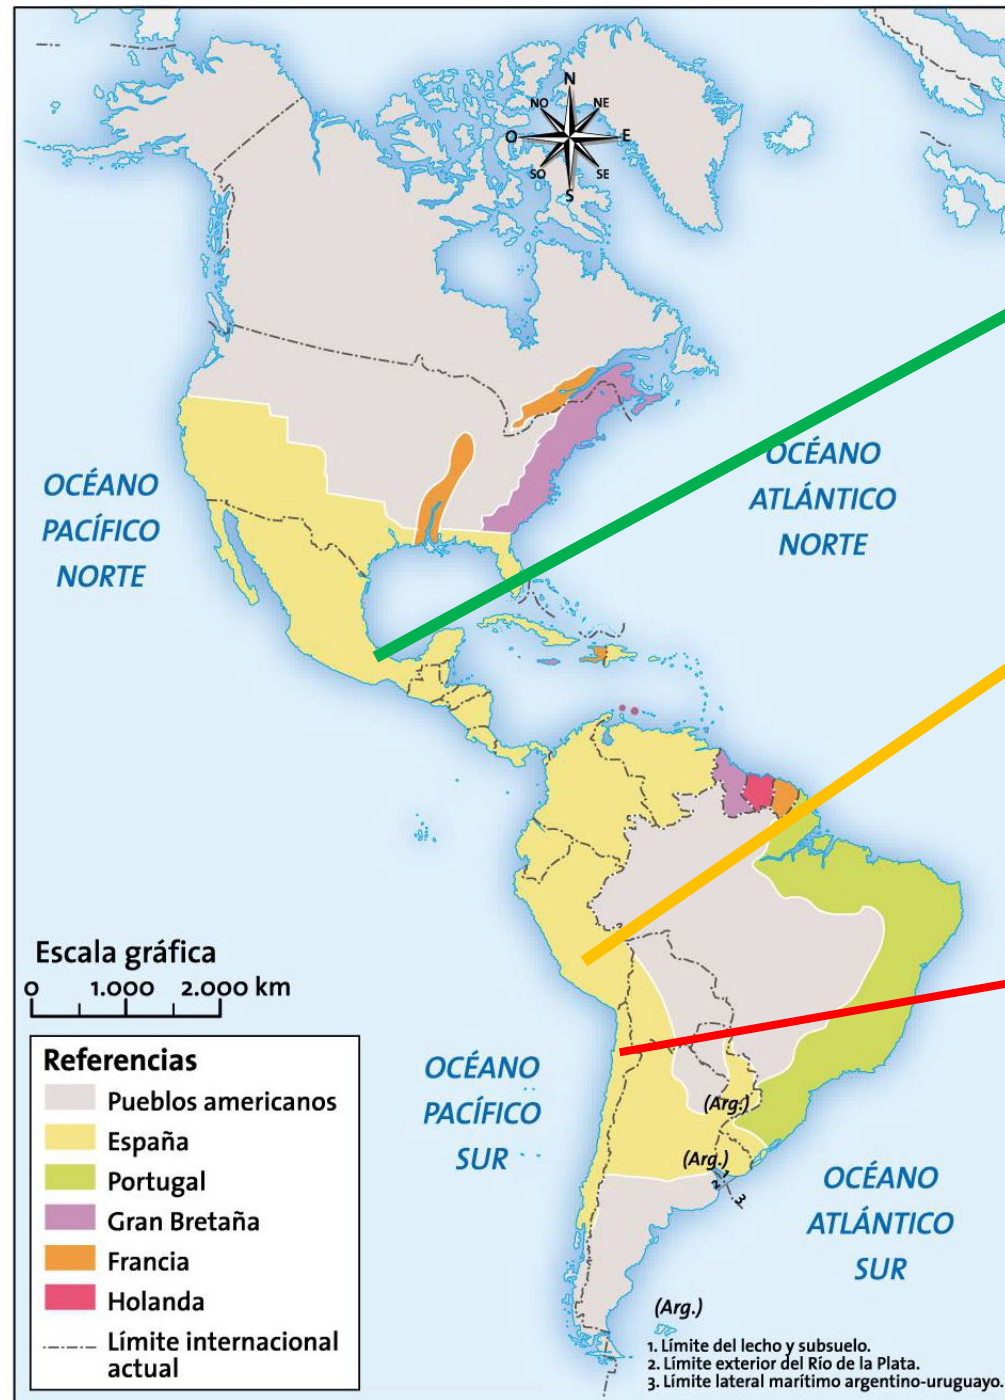 N
NO
NE
O
E
SO
SE
S
OCÉANO
PACÍFICO
NORTE
OCÉANO
ATLÁNTICO
NORTE
Escala gráfica
0 1.000 2.000 km
Referencias
Pueblos americanos
España
Portugal
Gran Bretaña
Francia
Holanda
Límite internacional
actual
OCÉANO
PACÍFICO
SUR
(Arg.)
(Arg.)
1
2
3
OCÉANO
ATLÁNTICO
SUR
(Arg.)
1. Límite del lecho y subsuelo.
2. Límite exterior del Río de la Plata.
3. Límite lateral marítimo argentino-uruguayo.